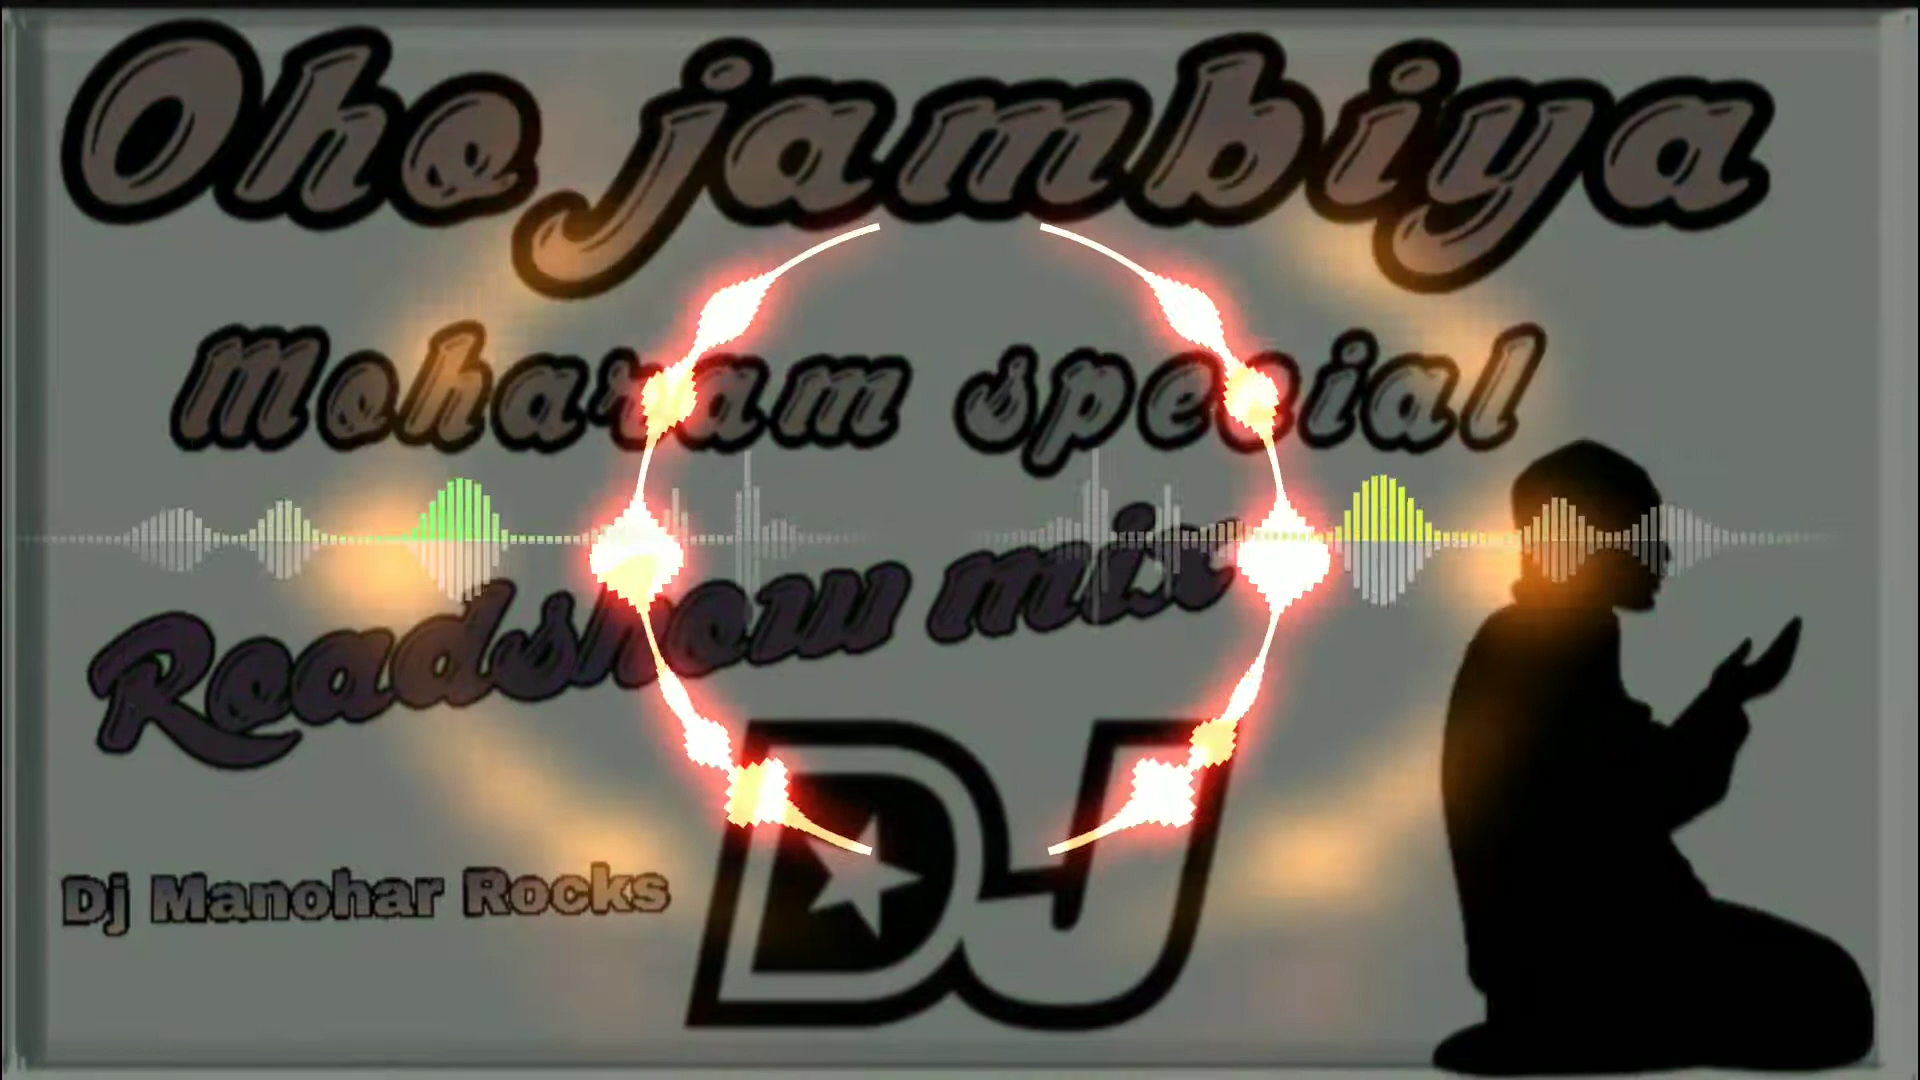 Oho jambiya
Moharam special
Roadshow mix
DJ
Dj Manohar Rocks